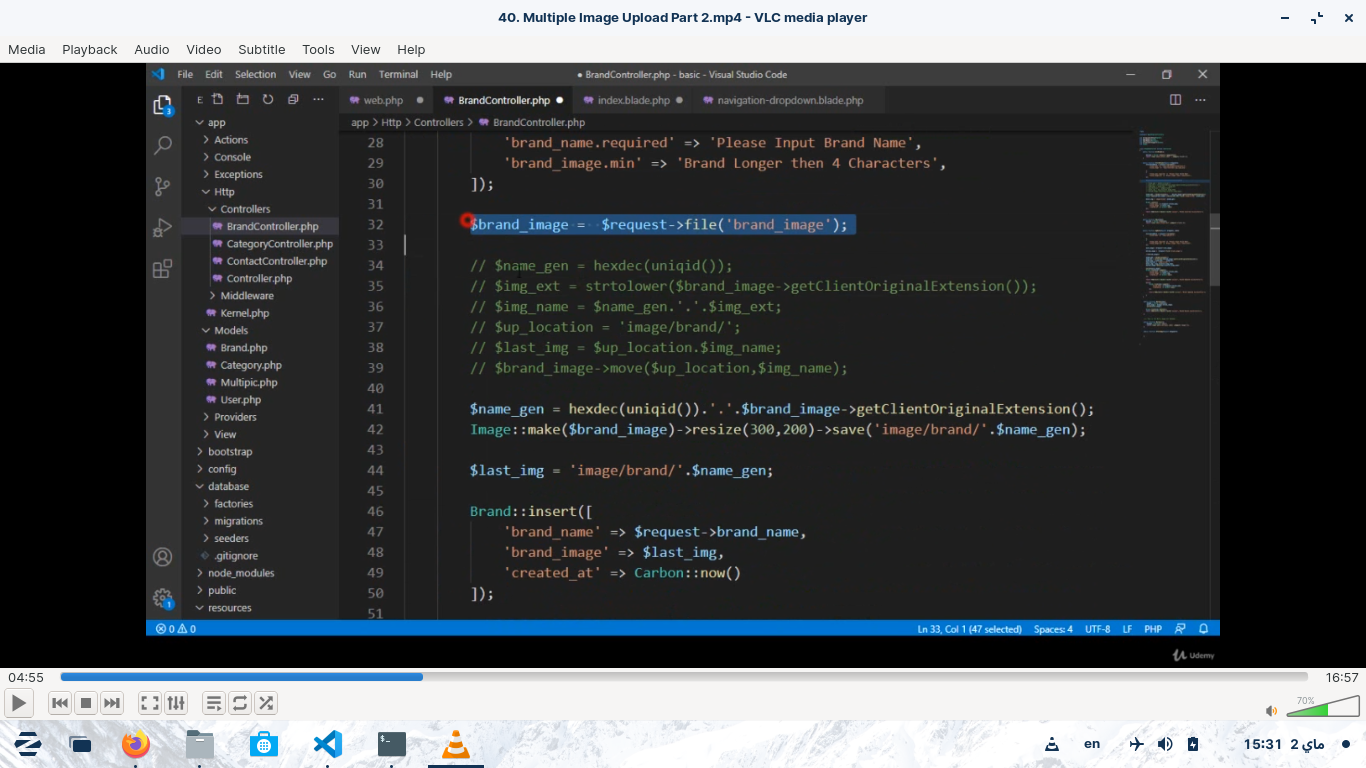 40. Multiple Image Upload Part 2.mp4 - VLC media player
Media Playback Audio Video Subtitle Tools View Help
File Edit Selection View Go Run Terminal Help
● BrandController.php - basic - Visual Studio Code
E
web.php BrandController.php index.blade.php navigation-dropdown.blade.php
app > Http > Controllers > BrandController.php
app
Actions
Console
Exceptions
Http
Controllers
BrandController.php
CategoryController.php
ContactController.php
Controller.php
Middleware
Kernel.php
Models
Brand.php
Category.php
Multipic.php
User.php
Providers
View
bootstrap
config
database
factories
migrations
seeders
.gitignore
node_modules
public
resources
3
1
28 'brand_name.required' => 'Please Input Brand Name',
29 'brand_image.min' => 'Brand Longer then 4 Characters',
30 ]);
31
32 $brand_image = $request->file('brand_image');
33
34 // $name_gen = hexdec(uniqid());
35 // $img_ext = strtolower($brand_image->getClientOriginalExtension());
36 // $img_name = $name_gen.'.'.$img_ext;
37 // $up_location = 'image/brand/';
38 // $last_img = $up_location.$img_name;
39 // $brand_image->move($up_location,$img_name);
40
41 $name_gen = hexdec(uniqid()).'.'.$brand_image->getClientOriginalExtension();
42 Image::make($brand_image)->resize(300,200)->save('image/brand/'.$name_gen);
43
44 $last_img = 'image/brand/'.$name_gen;
45
46 Brand::insert([
47 'brand_name' => $request->brand_name,
48 'brand_image' => $last_img,
49 'created_at' => Carbon::now()
50 ]);
51
0 0 Ln 33, Col 1 (47 selected) Spaces: 4 UTF-8 LF PHP
Udemy
04:55 16:57
70%
en 15:31 2 ماي